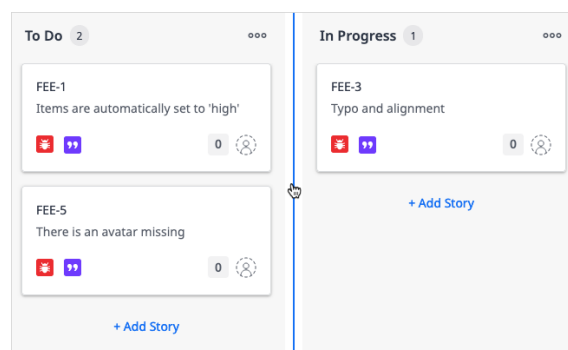 To Do 2
FEE-1
Items are automatically set to 'high'
0
FEE-5
There is an avatar missing
0
+ Add Story
In Progress 1
FEE-3
Typo and alignment
0
+ Add Story